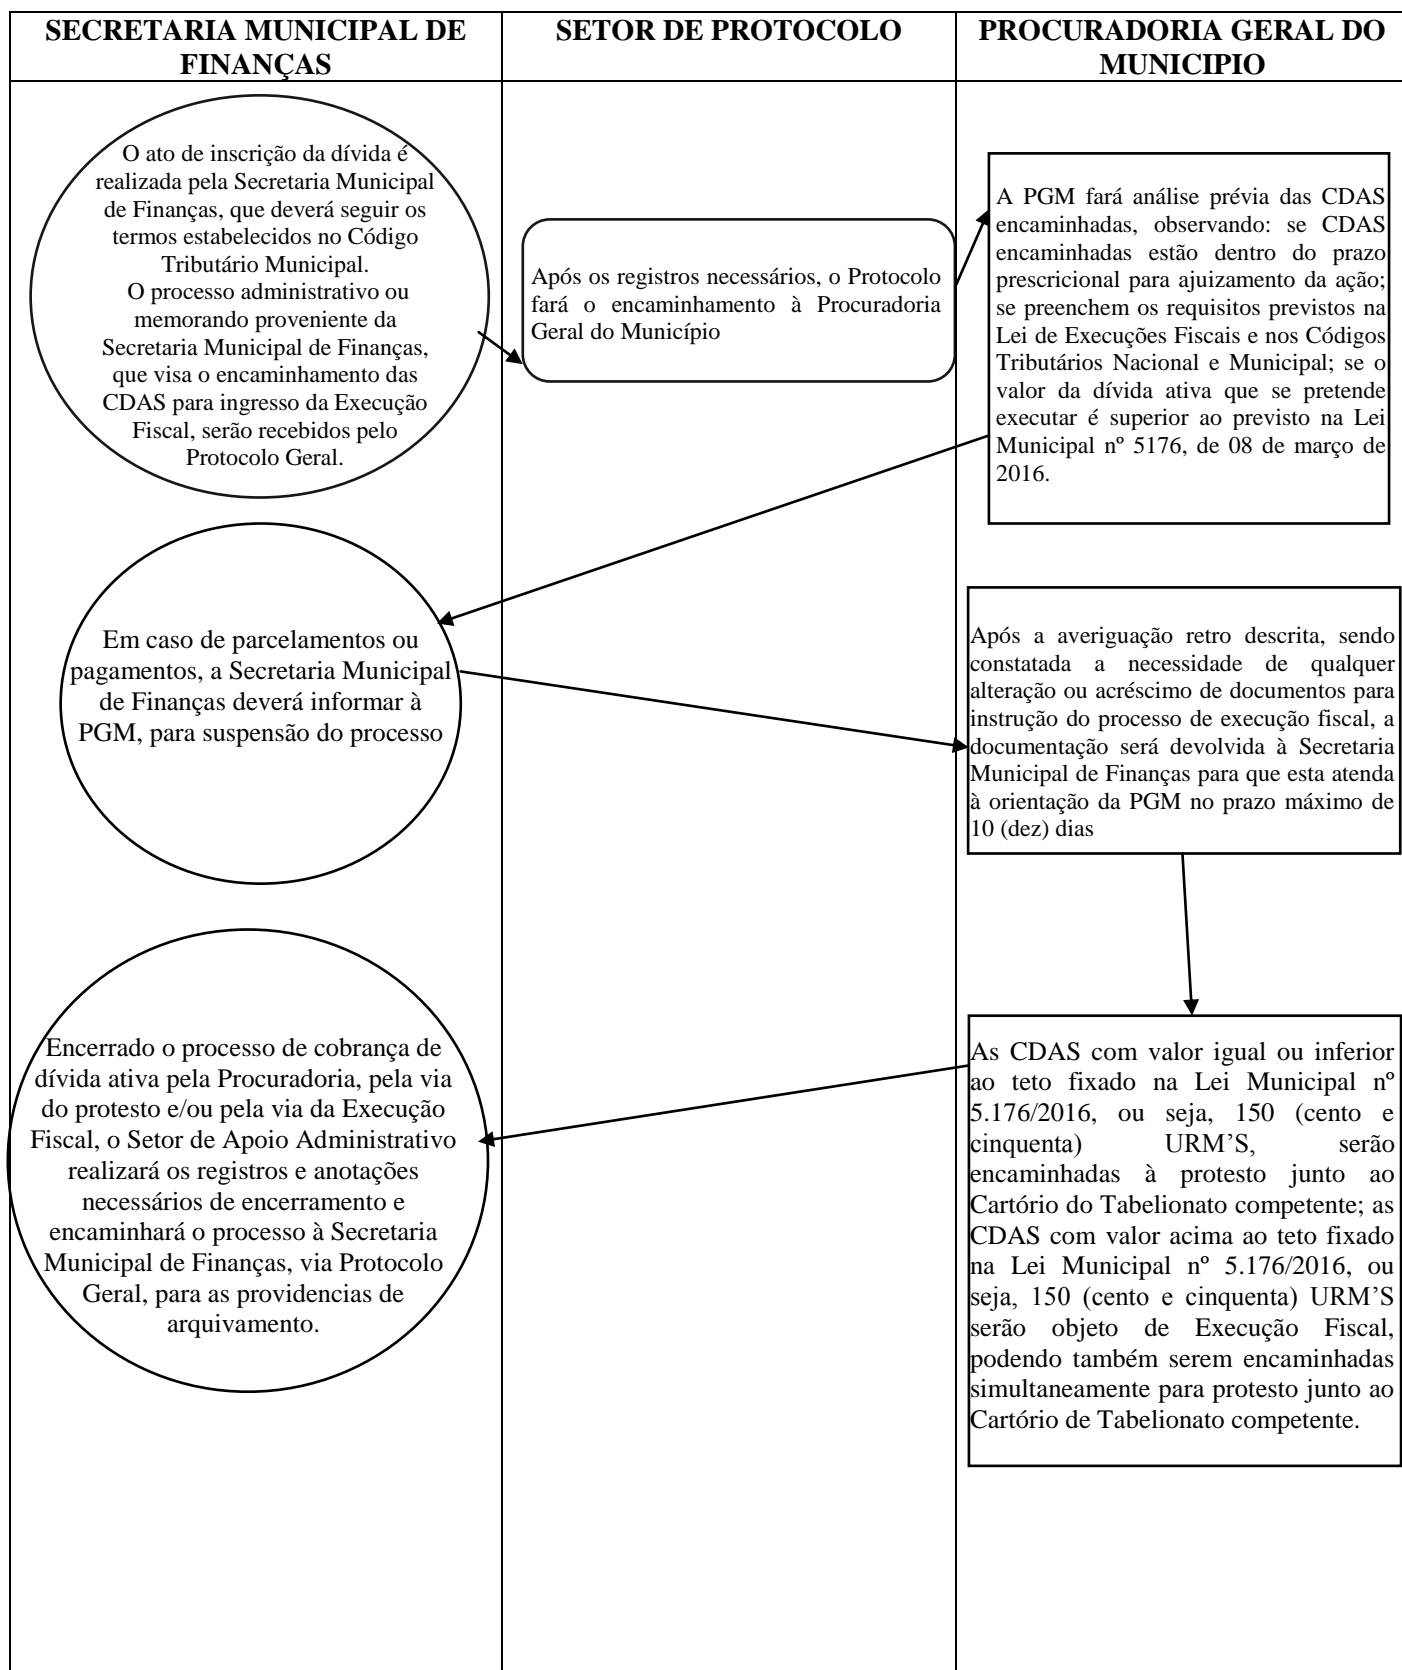 SECRETARIA MUNICIPAL DE
FINANÇAS
SETOR DE PROTOCOLO
PROCURADORIA GERAL DO
MUNICIPIO
O ato de inscrição da dívida é
realizada pela Secretaria Municipal
de Finanças, que deverá seguir os
termos estabelecidos no Código
Tributário Municipal.
O processo administrativo ou
memorando proveniente da
Secretaria Municipal de Finanças,
que visa o encaminhamento das
CDAS para ingresso da Execução
Fiscal, serão recebidos pelo
Protocolo Geral.
Após os registros necessários, o Protocolo
fará o encaminhamento à Procuradoria
Geral do Município
A PGM fará análise prévia das CDAS
encaminhadas, observando: se CDAS
encaminhadas estão dentro do prazo
prescricional para ajuizamento da ação;
se preenchem os requisitos previstos na
Lei de Execuções Fiscais e nos Códigos
Tributários Nacional e Municipal; se o
valor da dívida ativa que se pretende
executar é superior ao previsto na Lei
Municipal nº 5176, de 08 de março de
2016.
Em caso de parcelamentos ou
pagamentos, a Secretaria Municipal
de Finanças deverá informar à
PGM, para suspensão do processo
Após a averiguação retro descrita, sendo
constatada a necessidade de qualquer
alteração ou acréscimo de documentos para
instrução do processo de execução fiscal, a
documentação será devolvida à Secretaria
Municipal de Finanças para que esta atenda
à orientação da PGM no prazo máximo de
10 (dez) dias
Encerrado o processo de cobrança de
dívida ativa pela Procuradoria, pela via
do protesto e/ou pela via da Execução
Fiscal, o Setor de Apoio Administrativo
realizará os registros e anotações
necessários de encerramento e
encaminhará o processo à Secretaria
Municipal de Finanças, via Protocolo
Geral, para as providencias de
arquivamento.
As CDAS com valor igual ou inferior
ao teto fixado na Lei Municipal nº
5.176/2016, ou seja, 150 (cento e
cinquenta) URM’S, serão
encaminhadas à protesto junto ao
Cartório do Tabelionato competente; as
CDAS com valor acima ao teto fixado
na Lei Municipal nº 5.176/2016, ou
seja, 150 (cento e cinquenta) URM’S
serão objeto de Execução Fiscal,
podendo também serem encaminhadas
simultaneamente para protesto junto ao
Cartório de Tabelionato competente.